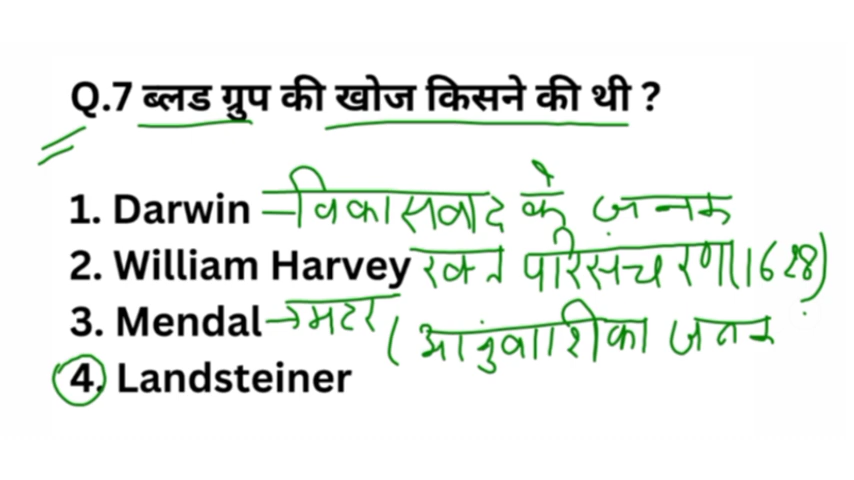 Q.7 ब्लड ग्रुप की खोज किसने की थी ?
1. Darwin – विकासवाद के जनक
2. William Harvey रक्त परिसंचरण (1628)
3. Mendal → मटर ( आनुवांशिका जनक
4. Landsteiner